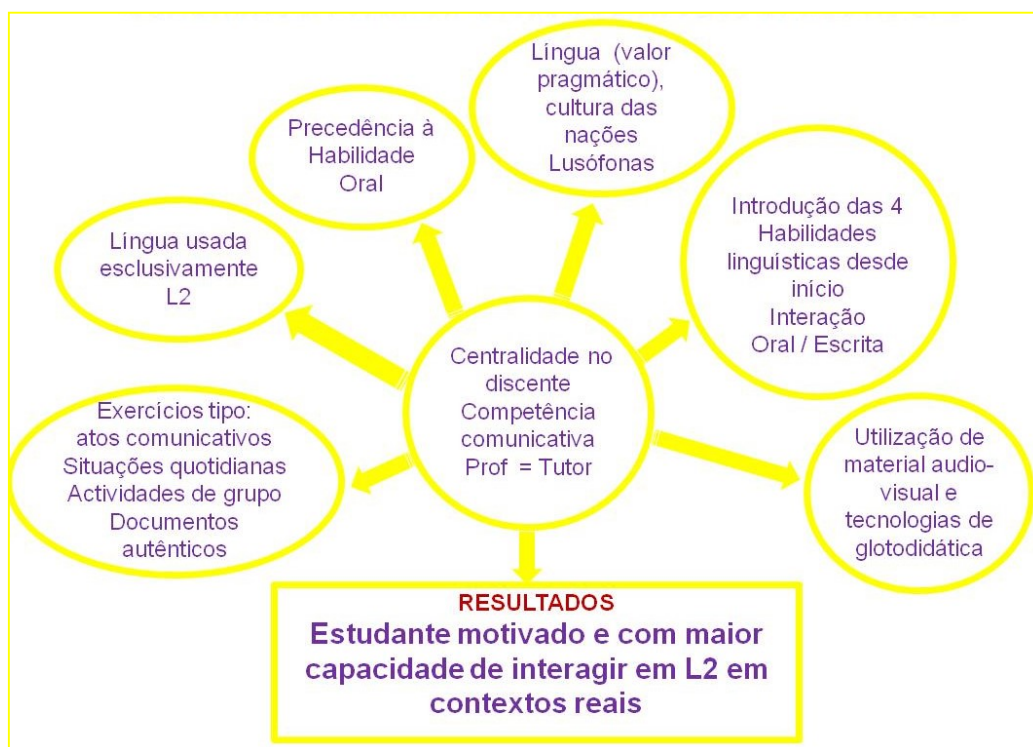 Língua (valor
pragmático),
cultura das
nações
Lusófonas
Precedência à
Habilidade
Oral
Introdução das 4
Habilidades
linguísticas desde
início
Interação
Oral / Escrita
Língua usada
esclusivamente
L2
Centralidade no
discente
Competência
comunicativa
Prof = Tutor
Exercícios tipo:
atos comunicativos
Situações quotidianas
Actividades de grupo
Documentos
autênticos
Utilização de
material audio-
visual e
tecnologias de
glotodidática
RESULTADOS
Estudante motivado e com maior
capacidade de interagir em L2 em
contextos reais